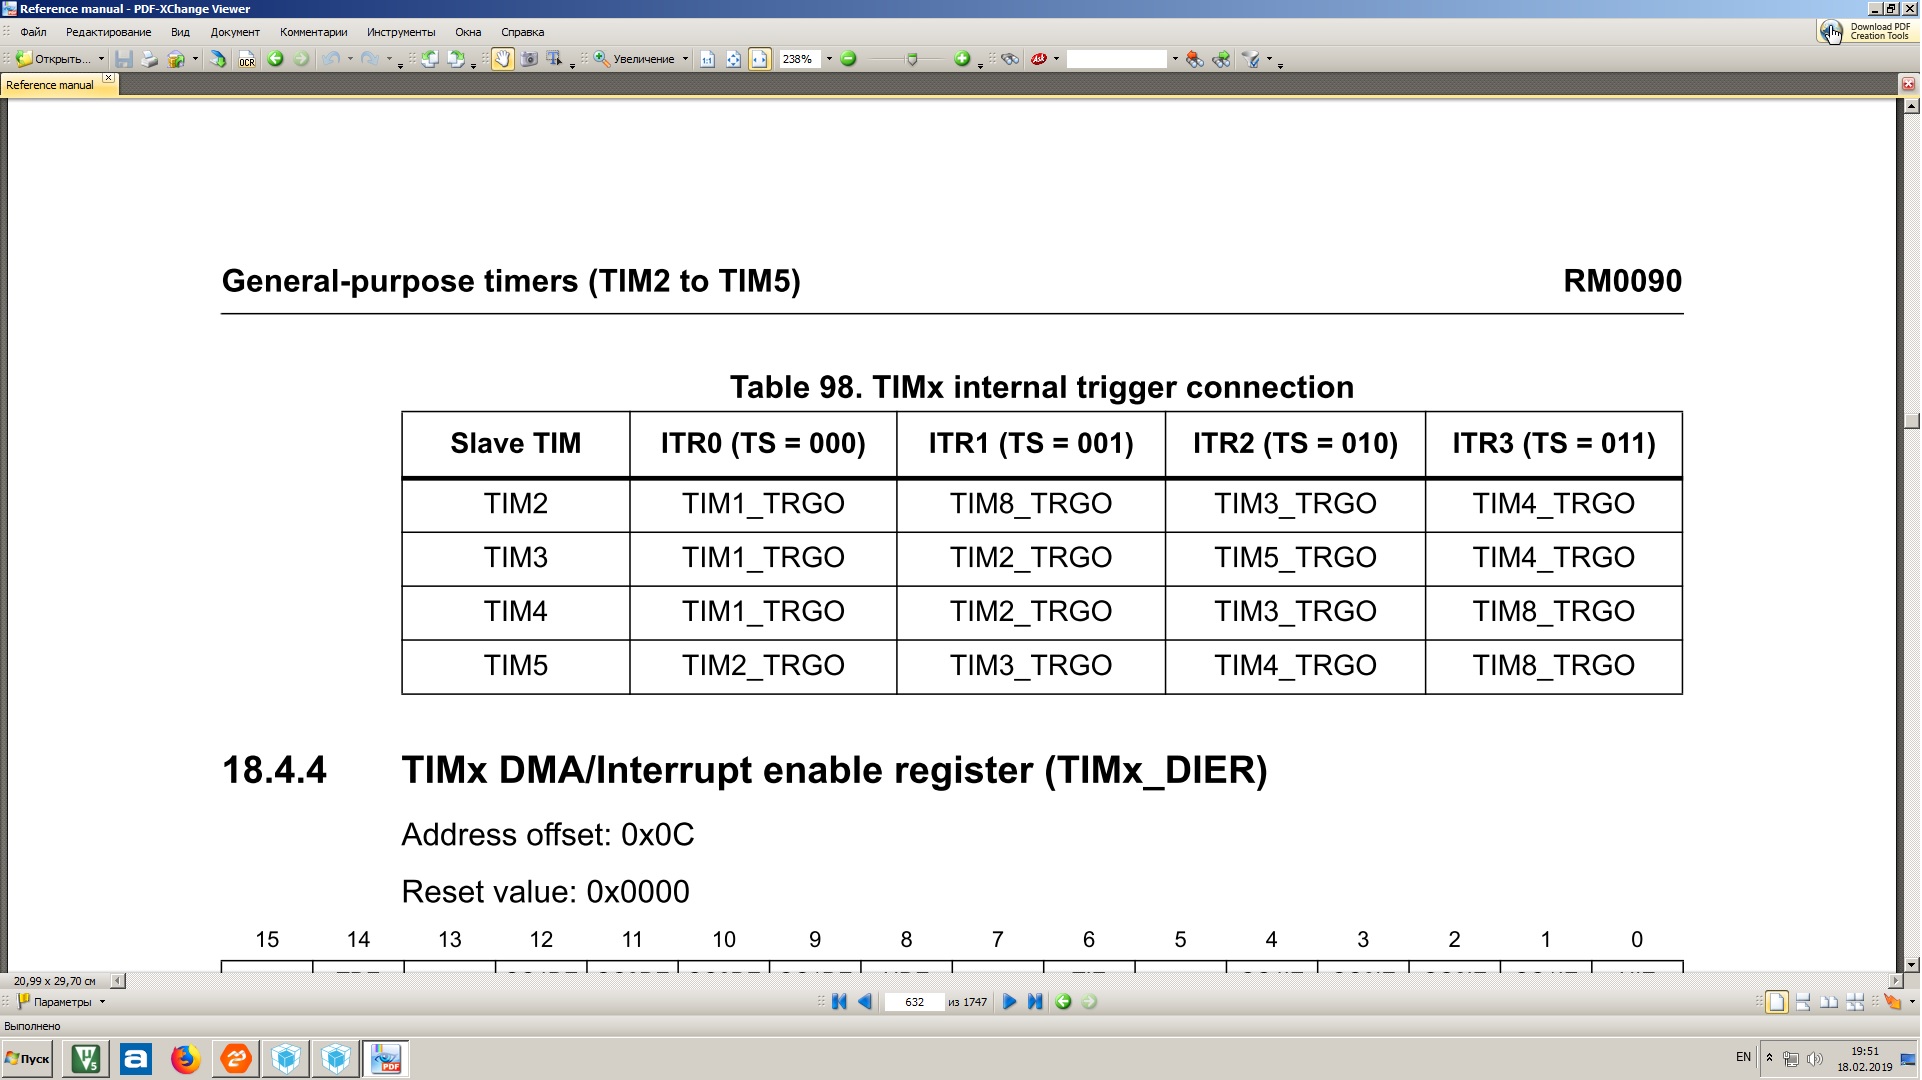 Reference manual - PDF-XChange Viewer
Файл Редактирование Вид Документ Комментарии Инструменты Окна Справка
Download PDF
Creation Tools
Открыть... OCR Увеличение 1:1 238%
Reference manual
General-purpose timers (TIM2 to TIM5) RM0090
Table 98. TIMx internal trigger connection
Slave TIM ITR0 (TS = 000) ITR1 (TS = 001) ITR2 (TS = 010) ITR3 (TS = 011)
TIM2 TIM1_TRGO TIM8_TRGO TIM3_TRGO TIM4_TRGO
TIM3 TIM1_TRGO TIM2_TRGO TIM5_TRGO TIM4_TRGO
TIM4 TIM1_TRGO TIM2_TRGO TIM3_TRGO TIM8_TRGO
TIM5 TIM2_TRGO TIM3_TRGO TIM4_TRGO TIM8_TRGO
18.4.4 TIMx DMA/Interrupt enable register (TIMx_DIER)
Address offset: 0x0C
Reset value: 0x0000
15 14 13 12 11 10 9 8 7 6 5 4 3 2 1 0
20,99 x 29,70 см
Параметры 632 из 1747
Выполнено
Пуск PDF EN 19:51
18.02.2019